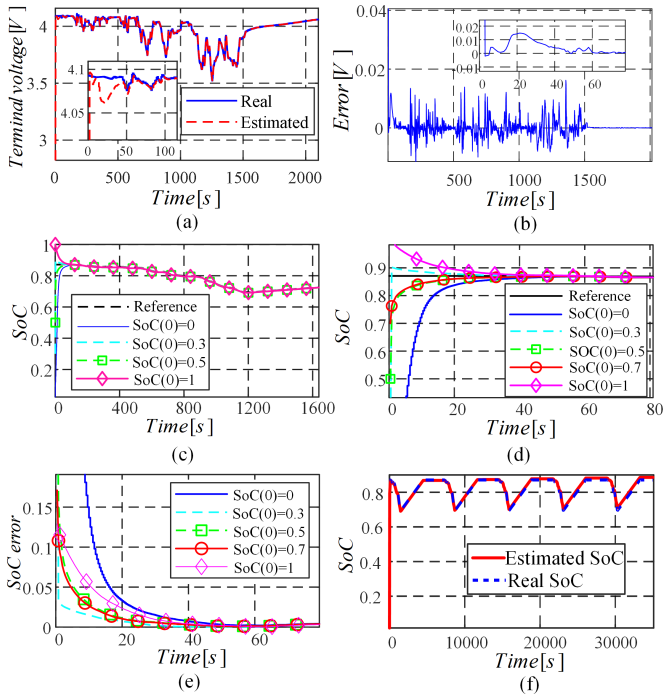 Terminal voltage[V]
4
3.5
3
4.1
4.05
0
50
100
Real
Estimated
500
1000
1500
2000
Time[s]
(a)
Error[V]
0.04
0.02
0
0.02
0.01
0
0.01
0
20
40
60
500
1000
1500
Time[s]
(b)
SoC
1
0.8
0.6
0.4
0.2
Reference
SoC(0)=0
SoC(0)=0.3
SoC(0)=0.5
SoC(0)=1
0
400
800
1200
1600
Time[s]
(c)
SoC
0.9
0.8
0.7
0.6
0.5
Reference
SoC(0)=0
SoC(0)=0.3
SOC(0)=0.5
SoC(0)=0.7
SoC(0)=1
0
20
40
60
80
Time[s]
(d)
SoC error
0.15
0.1
0.05
0
SoC(0)=0
SoC(0)=0.3
SoC(0)=0.5
SoC(0)=0.7
SoC(0)=1
0
20
40
60
Time[s]
(e)
SoC
0.8
0.6
0.4
0.2
Estimated SoC
Real SoC
0
10000
20000
30000
Time[s]
(f)